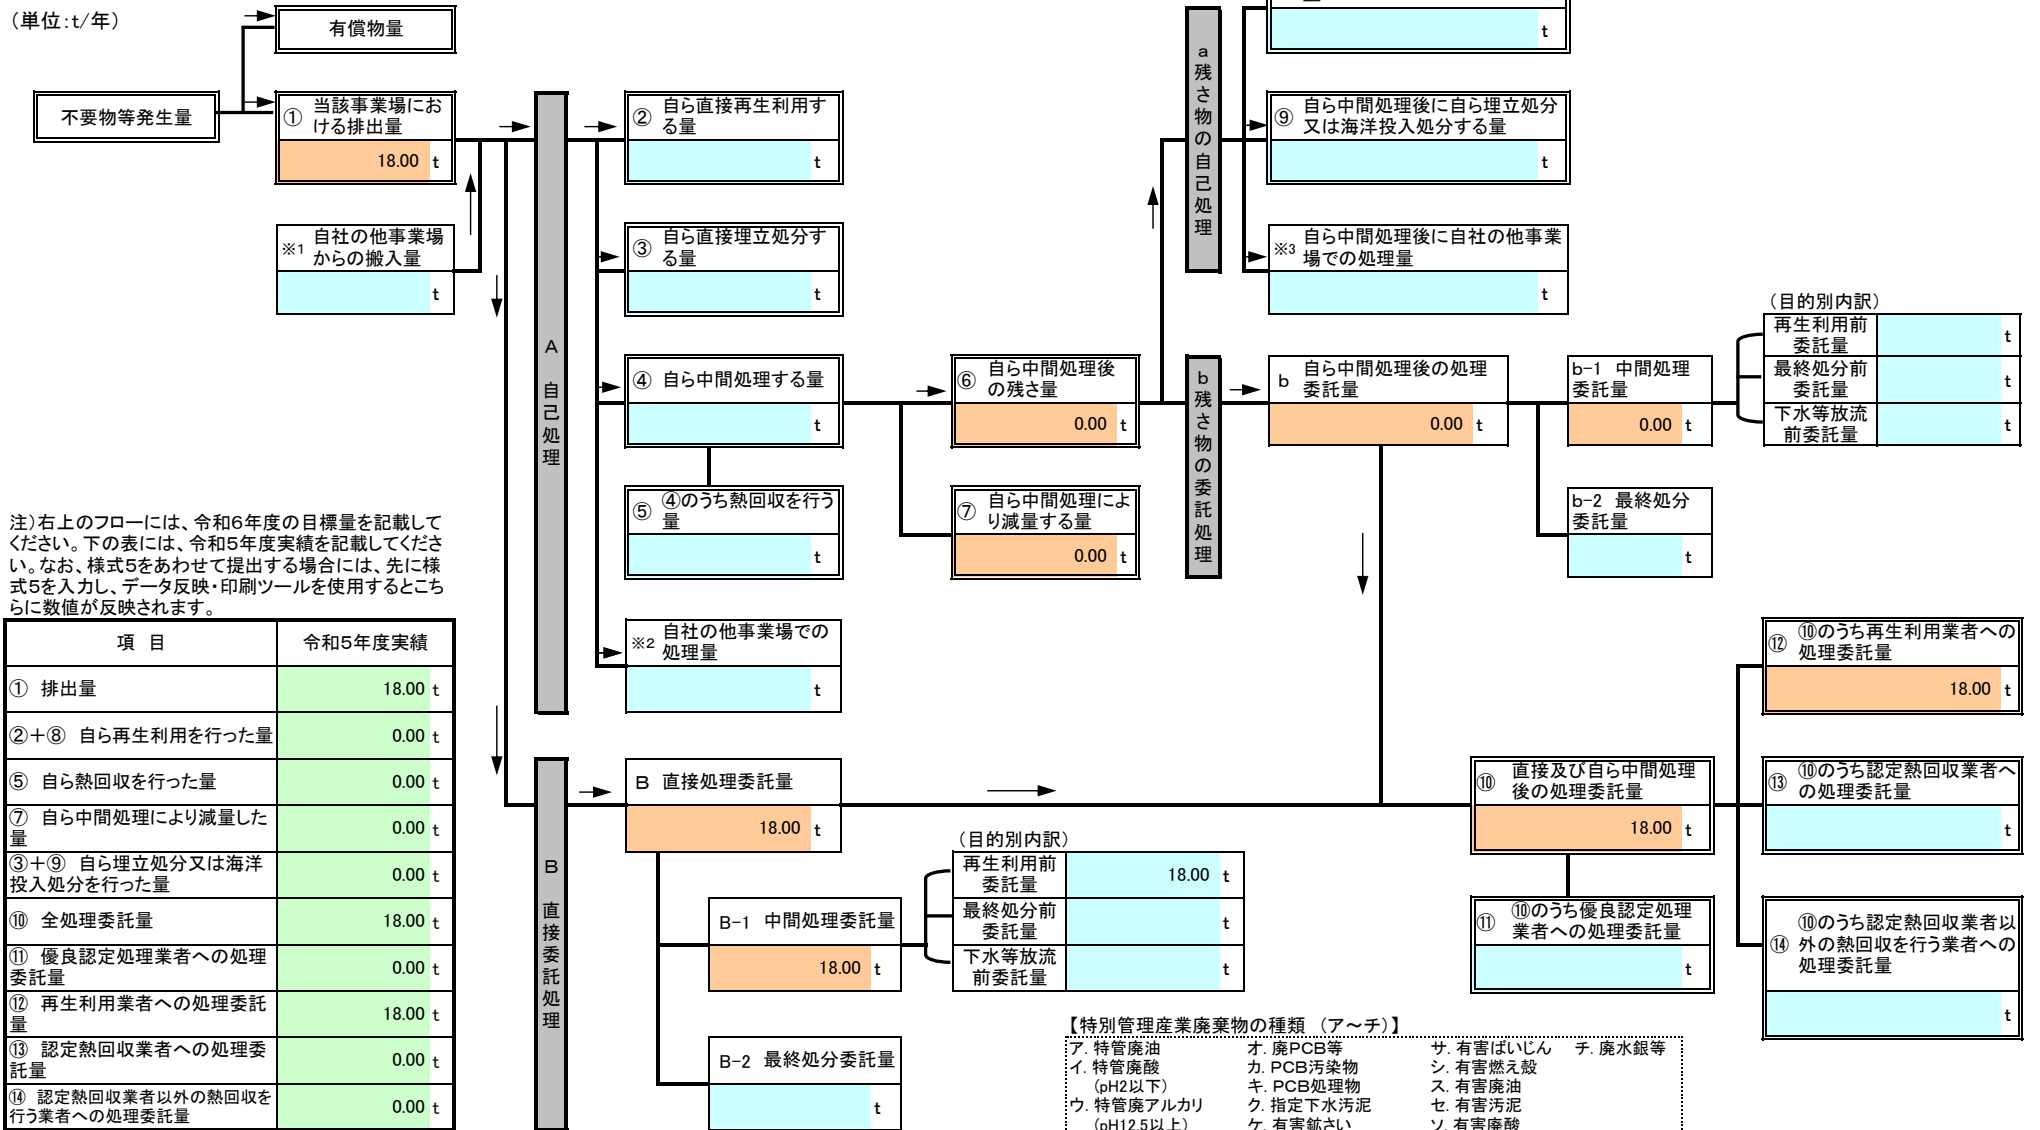 (単位:t/年)
有償物量
不要物等発生量
① 当該事業場にお
ける排出量
18.00 t
※1 自社の他事業場
からの搬入量
t
A 自己処理
② 自ら直接再生利用す
る量
t
③ 自ら直接埋立処分す
る量
t
④ 自ら中間処理する量
t
⑤ ④のうち熱回収を行う
量
t
※2 自社の他事業場での
処理量
t
⑥ 自ら中間処理後
の残さ量
0.00 t
⑦ 自ら中間処理によ
り減量する量
0.00 t
a 残さ物の自己処理
t
⑨ 自ら中間処理後に自ら埋立処分
又は海洋投入処分する量
t
※3 自ら中間処理後に自社の他事業
場での処理量
t
b 残さ物の委託処理
b 自ら中間処理後の処理
委託量
0.00 t
b-1 中間処理
委託量
0.00 t
(目的別内訳)
再生利用前
委託量
t
最終処分前
委託量
t
下水等放流
前委託量
t
b-2 最終処分
委託量
t
注)右上のフローには、令和6年度の目標量を記載して
ください。下の表には、令和5年度実績を記載してくださ
い。なお、様式5をあわせて提出する場合には、先に様
式5を入力し、データ反映・印刷ツールを使用するとこち
らに数値が反映されます。
項 目 令和5年度実績
① 排出量 18.00 t
②+⑧ 自ら再生利用を行った量 0.00 t
⑤ 自ら熱回収を行った量 0.00 t
⑦ 自ら中間処理により減量した
量 0.00 t
③+⑨ 自ら埋立処分又は海洋
投入処分を行った量 0.00 t
⑩ 全処理委託量 18.00 t
⑪ 優良認定処理業者への処理
委託量 0.00 t
⑫ 再生利用業者への処理委託
量 18.00 t
⑬ 認定熱回収業者への処理委
託量 0.00 t
⑭ 認定熱回収業者以外の熱回収を
行う業者への処理委託量 0.00 t
B 直接委託処理
B 直接処理委託量
18.00 t
B-1 中間処理委託量
18.00 t
B-2 最終処分委託量
t
(目的別内訳)
再生利用前
委託量
18.00 t
最終処分前
委託量
t
下水等放流
前委託量
t
⑩ 直接及び自ら中間処理
後の処理委託量
18.00 t
⑪ ⑩のうち優良認定処理
業者への処理委託量
t
⑫ ⑩のうち再生利用業者への
処理委託量
18.00 t
⑬ ⑩のうち認定熱回収業者へ
の処理委託量
t
⑭ ⑩のうち認定熱回収業者以
外の熱回収を行う業者への
処理委託量
t
【特別管理産業廃棄物の種類 (ア~チ)】
ア. 特管廃油 オ. 廃PCB等 サ. 有害ばいじん チ. 廃水銀等
イ. 特管廃酸 カ. PCB汚染物 シ. 有害燃え殻
(pH2以下) キ. PCB処理物 ス. 有害廃油
ウ. 特管廃アルカリ ク. 指定下水汚泥 セ. 有害汚泥
(pH12.5以上) ケ. 有害鉱さい ソ. 有害廃酸